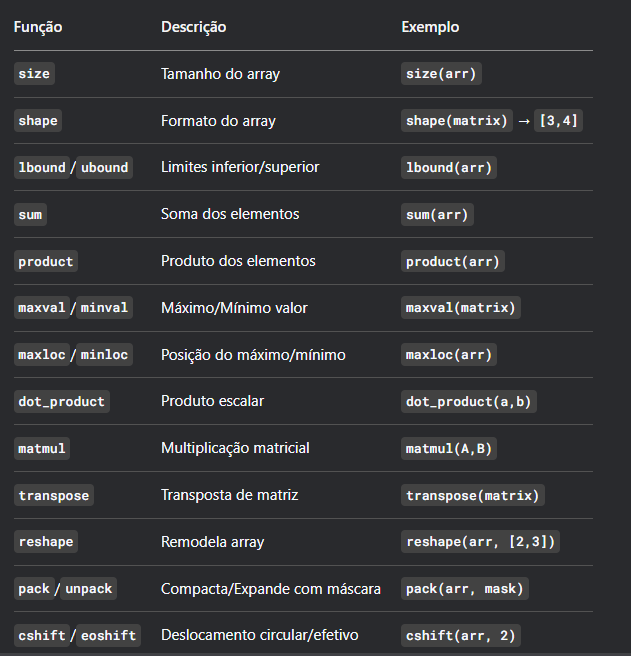 Função Descrição Exemplo
size Tamanho do array size(arr)
shape Formato do array shape(matrix) → [3,4]
lbound/ubound Limites inferior/superior lbound(arr)
sum Soma dos elementos sum(arr)
product Produto dos elementos product(arr)
maxval/minval Máximo/Mínimo valor maxval(matrix)
maxloc/minloc Posição do máximo/mínimo maxloc(arr)
dot_product Produto escalar dot_product(a,b)
matmul Multiplicação matricial matmul(A,B)
transpose Transposta de matriz transpose(matrix)
reshape Remodela array reshape(arr, [2,3])
pack/unpack Compacta/Expande com máscara pack(arr, mask)
cshift/eoshift Deslocamento circular/efetivo cshift(arr, 2)